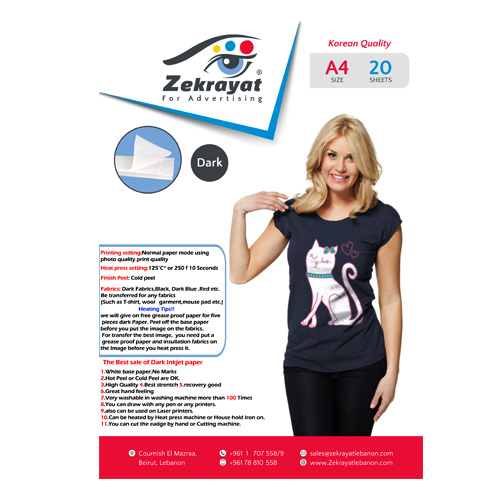 Korean Quality
A4
SIZE
20
SHEETS
Zekrayat®
For Advertising
Dark
Printing setting:Normal paper mode using
photo quality print quality
Heat press setting:125°C* or 250 f 10 Seconds
Finish Peel: Cold peel
Fabrics: Dark Fabrics,Black, Dark Blue ,Red etc.
Be transferred for any fabrics
(Such as T-shirt, wool garment,mouse pad etc.)
Heating Tips!!
we will give on free grease proof paper for five
pieces dark Paper. Peel off the base paper
before you put the image on the fabrics.
For transfer the best image, you need put a
grease proof paper and insulation fabrics on
the Image before you heat press it.
The Best sale of Dark Inkjet paper
1.White base paper.No Marks
2.Hot Peel or Cold Peel are OK.
3.High Quality 4.Best strentch 5.recovery good
6.Great hand feeling
7.Very washable in washing machine more than 100 Times
8.You can draw with any pen or any printers.
9.also can be used on Laser printers.
10.Can be heated by Heat press machine or House hold Iron on.
11.You can cut the eadge by hand or Cutting machine.
Cournish El Mazraa,
Beirut, Lebanon
+961 1 707 558/9
+961 78 810 558
sales@zekrayatlebanon.com
www.Zekrayatlebanon.com